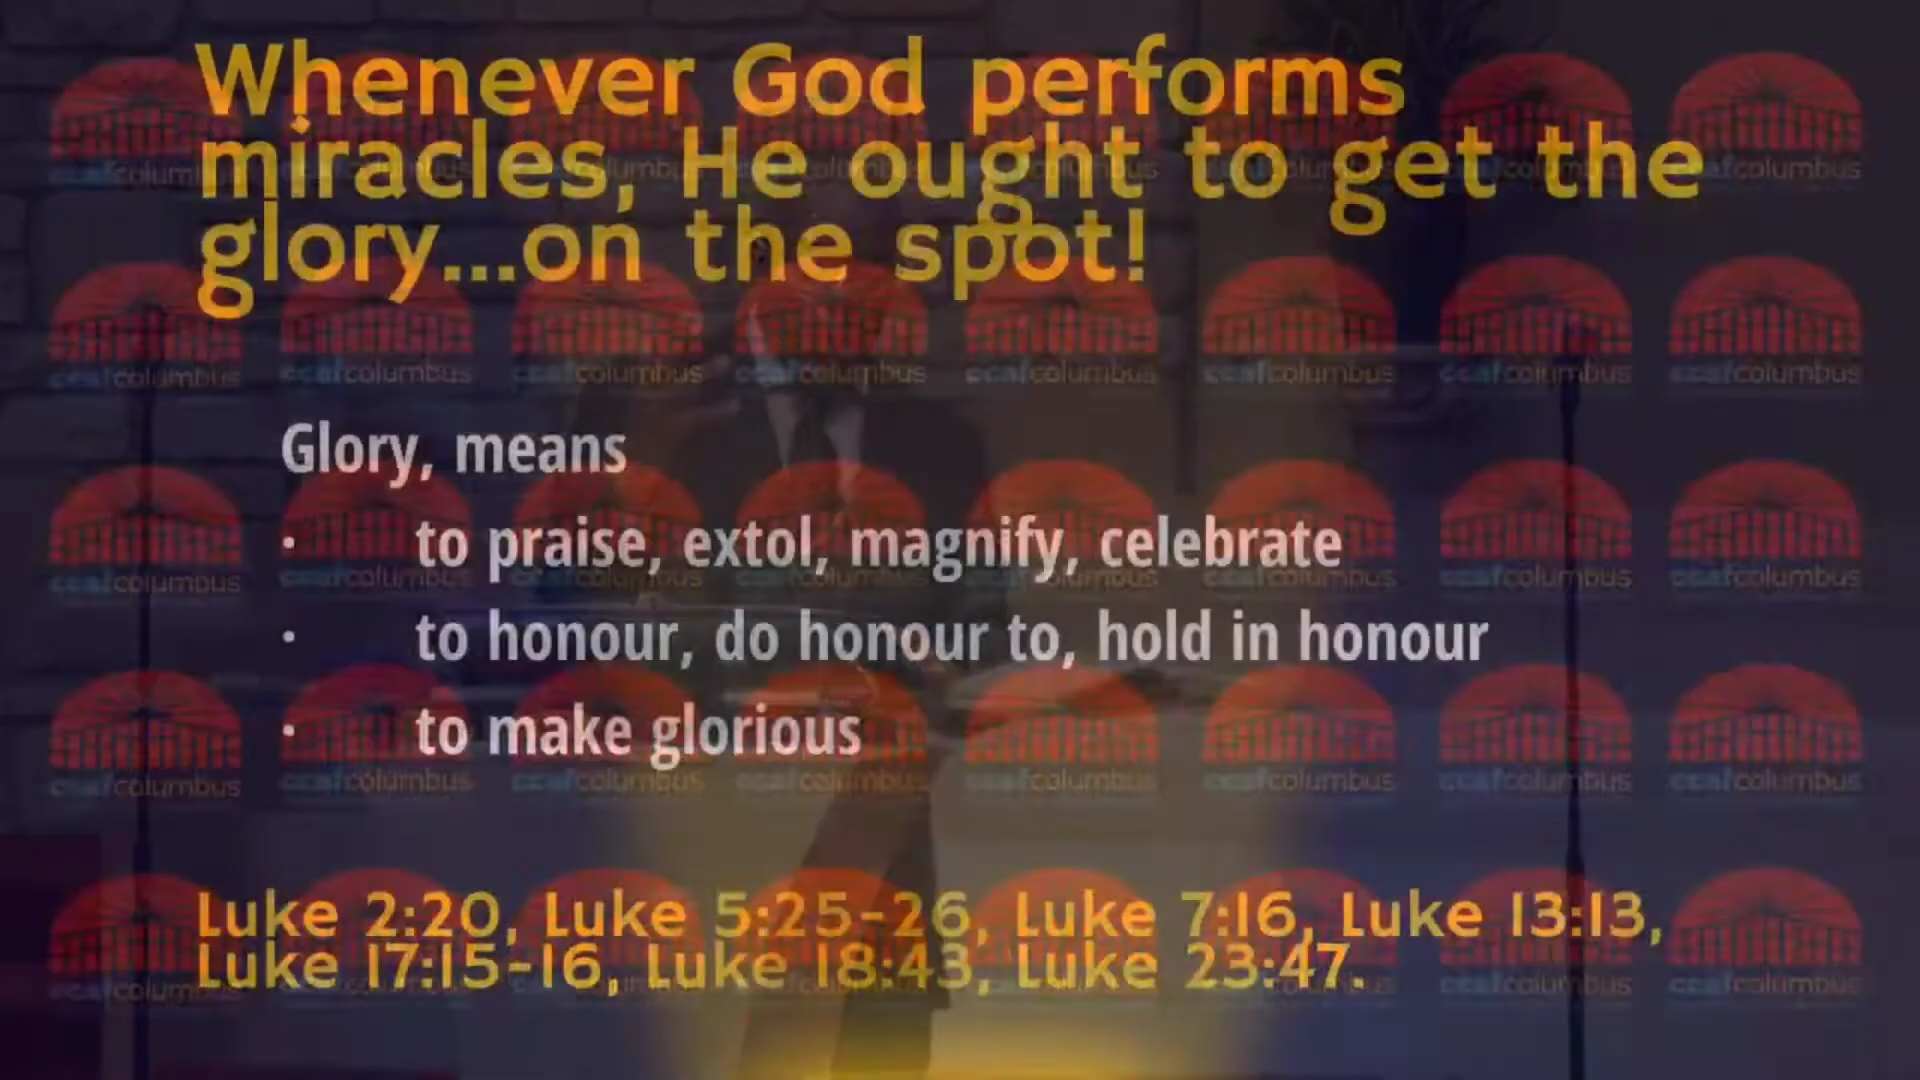 Whenever God performs
miracles, He ought to get the
glory...on the spot!
Glory, means
· to praise, extol, magnify, celebrate
· to honour, do honour to, hold in honour
· to make glorious
Luke 2:20, Luke 5:25-26, Luke 7:16, Luke 13:13,
Luke 17:15-16, Luke 18:43, Luke 23:47.
ccafcolumbus